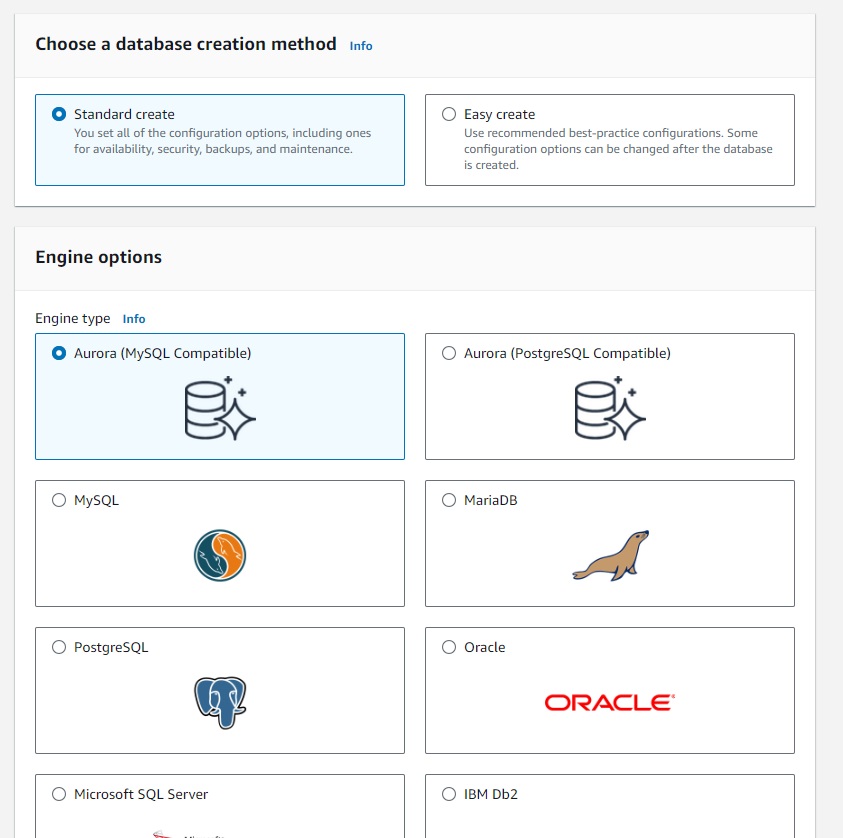 Choose a database creation method Info
Standard create
You set all of the configuration options, including ones
for availability, security, backups, and maintenance.
Easy create
Use recommended best-practice configurations. Some
configuration options can be changed after the database
is created.
Engine options
Engine type Info
Aurora (MySQL Compatible)
Aurora (PostgreSQL Compatible)
MySQL
MariaDB
PostgreSQL
Oracle
ORACLE
Microsoft SQL Server
IBM Db2